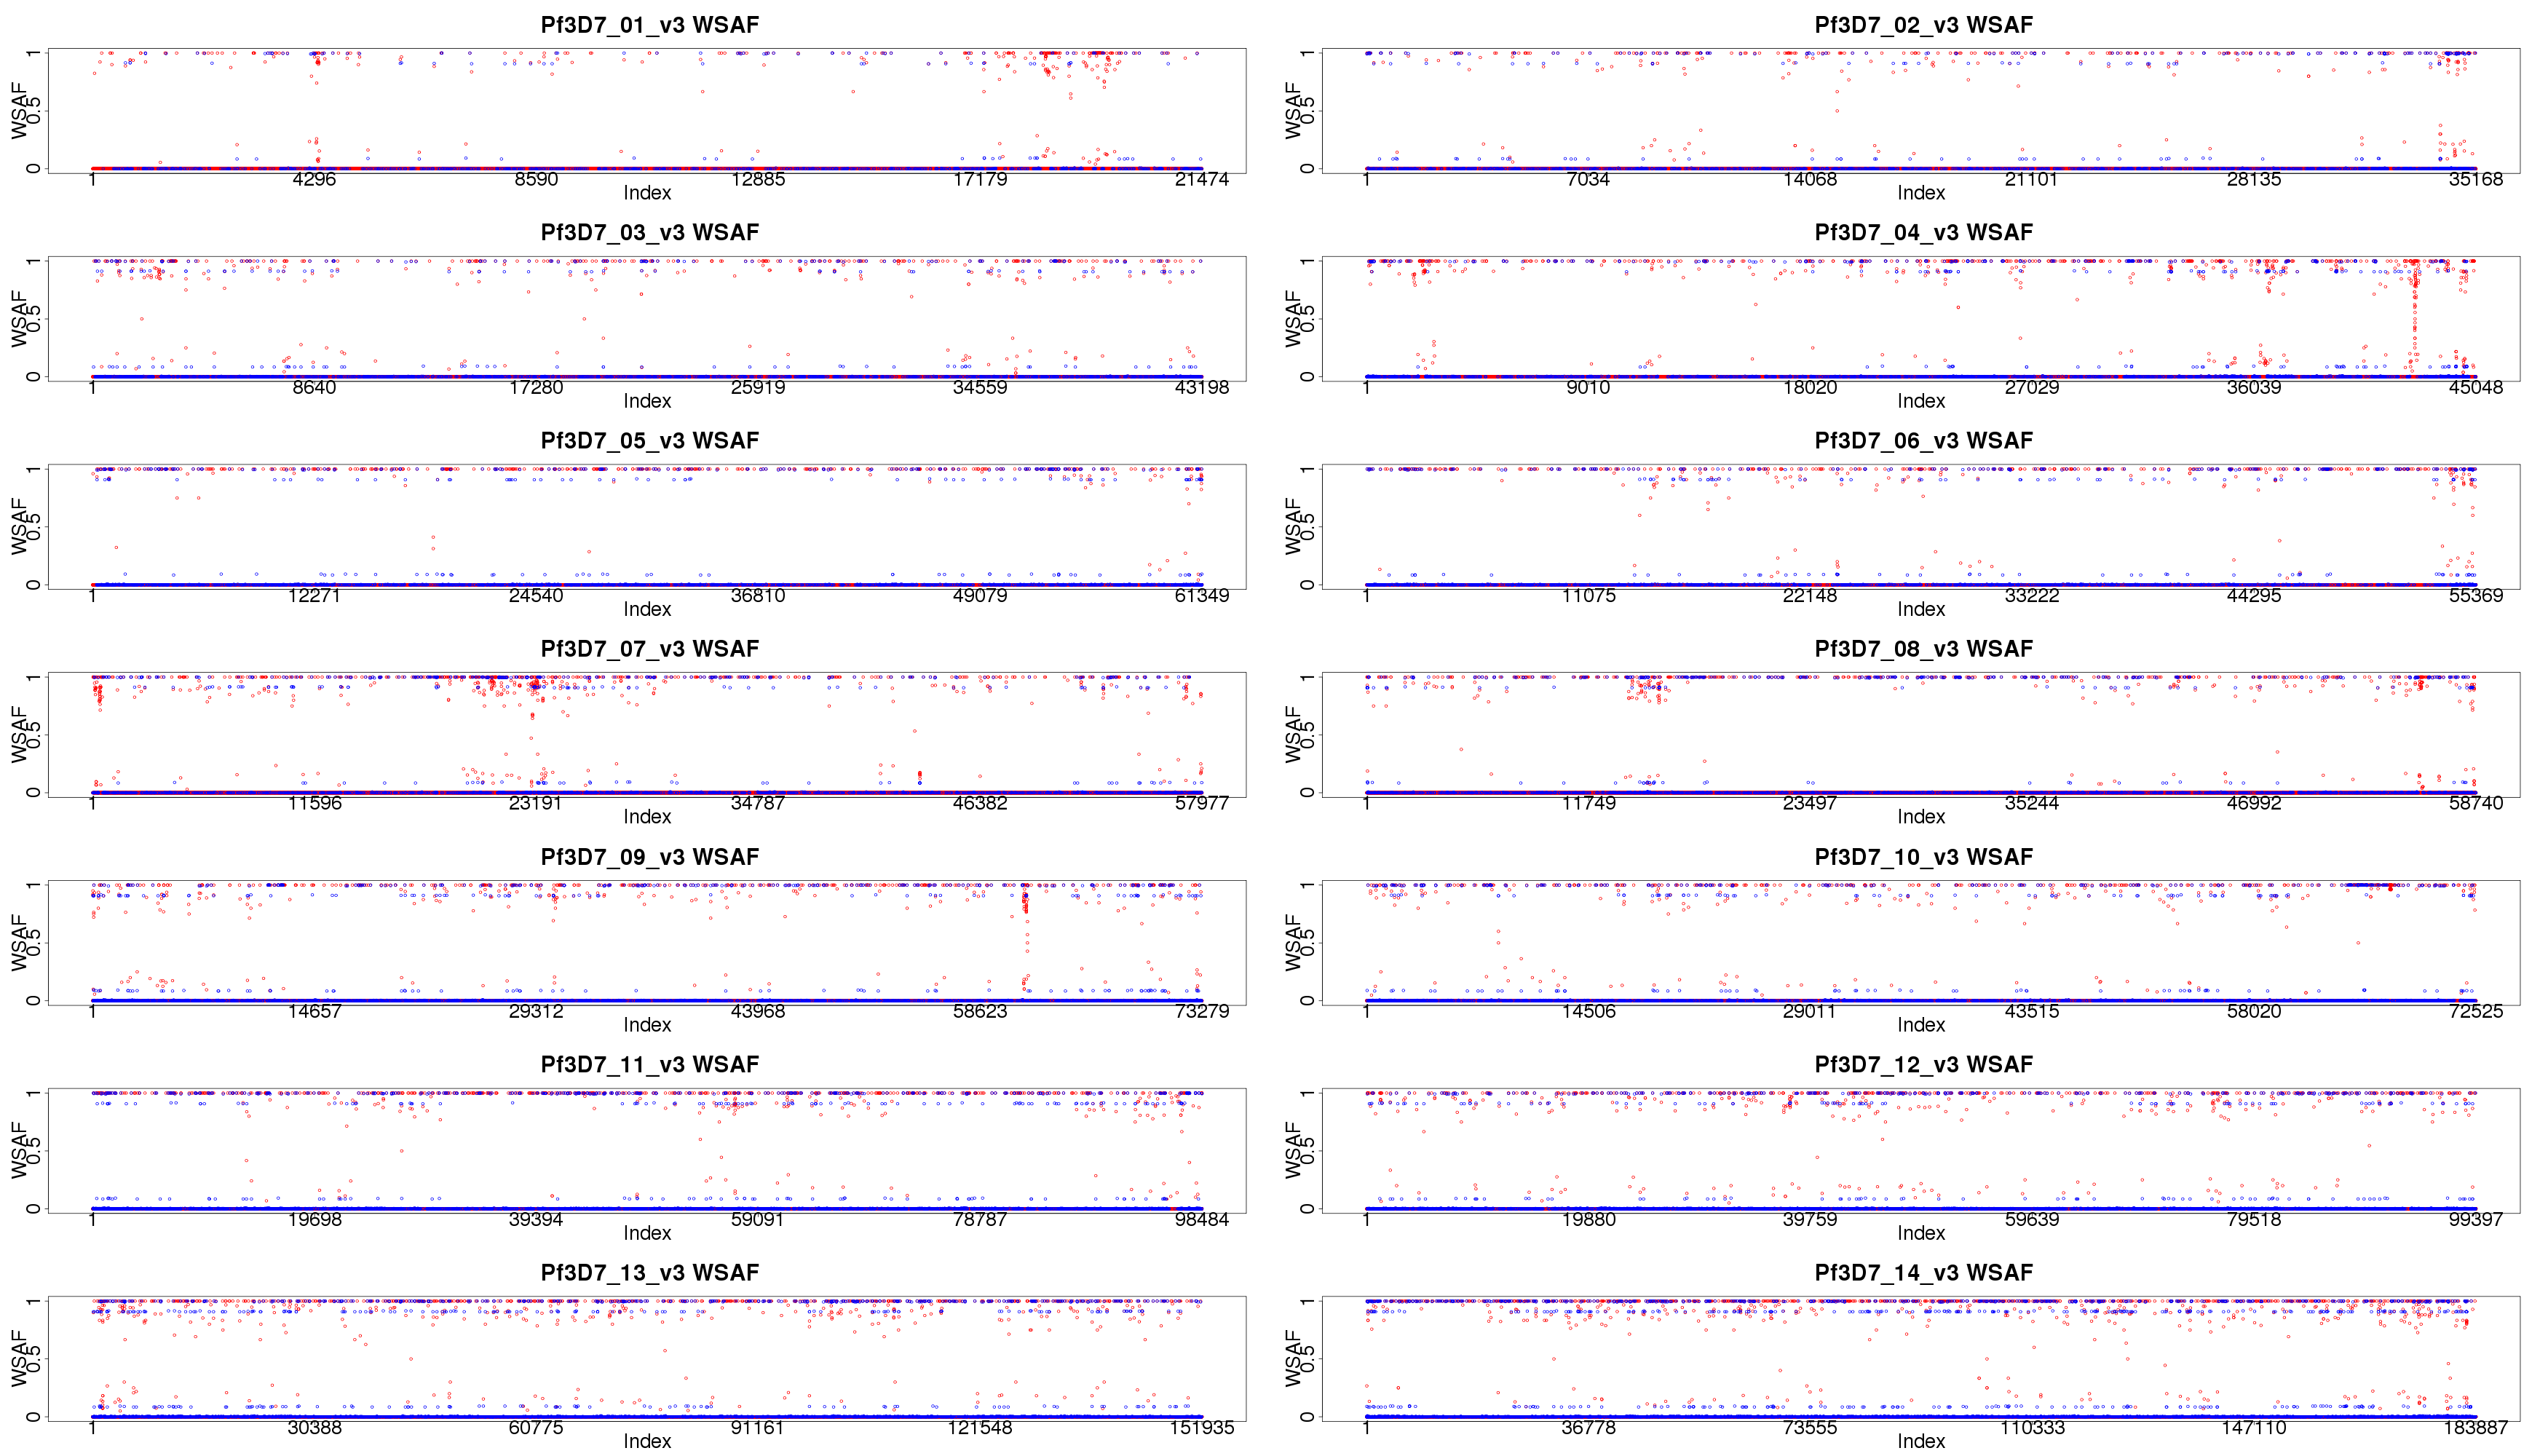 Pf3D7_01_v3 WSAF
WSAF
0 0.5 1
1 4296 8590 12885 17179 21474
Index
Pf3D7_02_v3 WSAF
WSAF
0 0.5 1
1 7034 14068 21101 28135 35168
Index
Pf3D7_03_v3 WSAF
WSAF
0 0.5 1
1 8640 17280 25919 34559 43198
Index
Pf3D7_04_v3 WSAF
WSAF
0 0.5 1
1 9010 18020 27029 36039 45048
Index
Pf3D7_05_v3 WSAF
WSAF
0 0.5 1
1 12271 24540 36810 49079 61349
Index
Pf3D7_06_v3 WSAF
WSAF
0 0.5 1
1 11075 22148 33222 44295 55369
Index
Pf3D7_07_v3 WSAF
WSAF
0 0.5 1
1 11596 23191 34787 46382 57977
Index
Pf3D7_08_v3 WSAF
WSAF
0 0.5 1
1 11749 23497 35244 46992 58740
Index
Pf3D7_09_v3 WSAF
WSAF
0 0.5 1
1 14657 29312 43968 58623 73279
Index
Pf3D7_10_v3 WSAF
WSAF
0 0.5 1
1 14506 29011 43515 58020 72525
Index
Pf3D7_11_v3 WSAF
WSAF
0 0.5 1
1 19698 39394 59091 78787 98484
Index
Pf3D7_12_v3 WSAF
WSAF
0 0.5 1
1 19880 39759 59639 79518 99397
Index
Pf3D7_13_v3 WSAF
WSAF
0 0.5 1
1 30388 60775 91161 121548 151935
Index
Pf3D7_14_v3 WSAF
WSAF
0 0.5 1
1 36778 73555 110333 147110 183887
Index